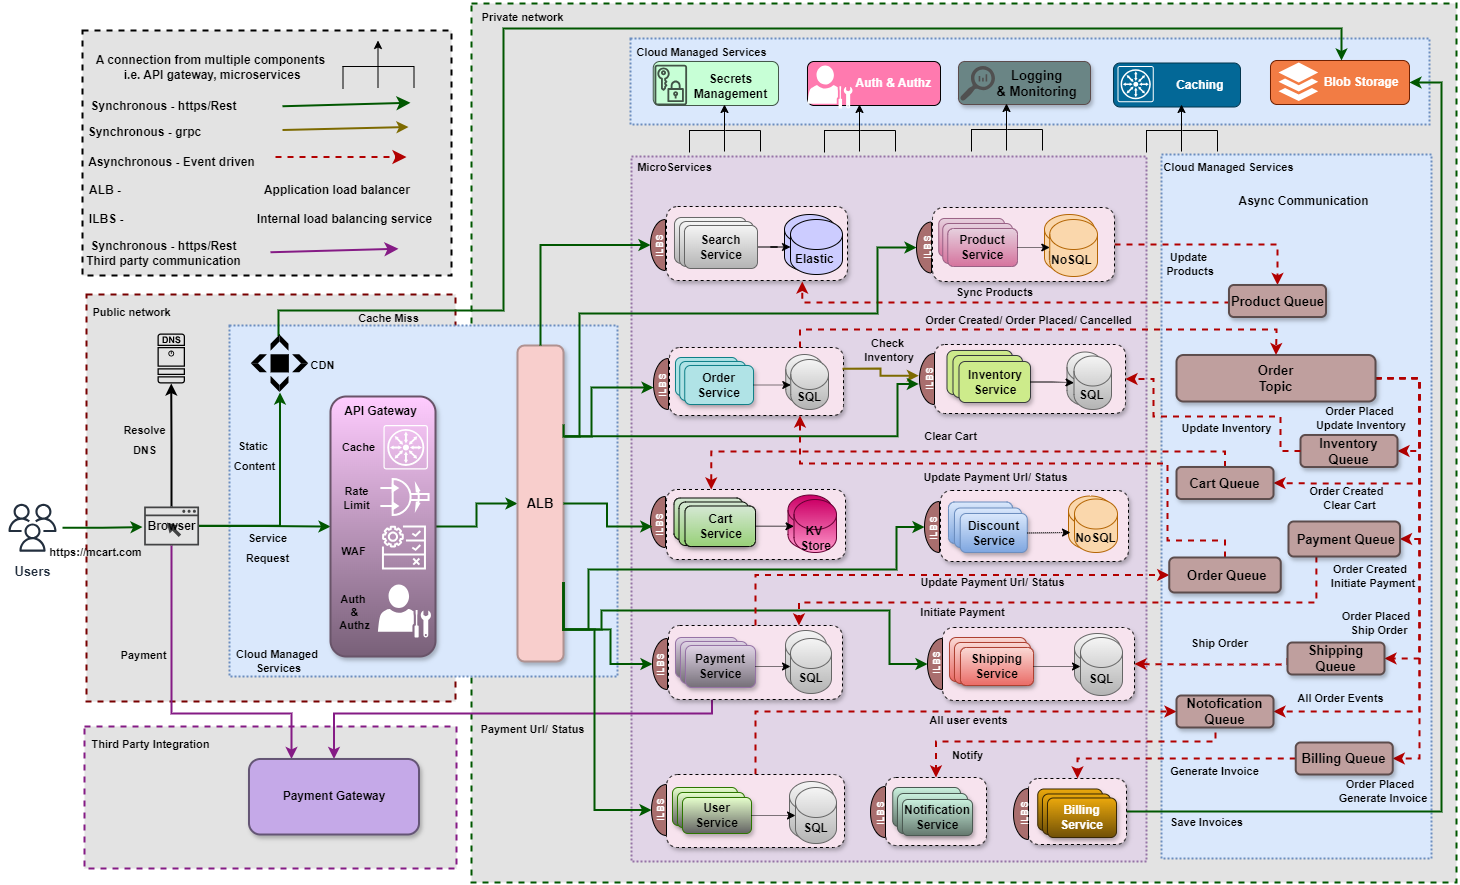 Private network
A connection from multiple components
i.e. API gateway, microservices
Synchronous - https/Rest
Synchronous - grpc
Asynchronous - Event driven
ALB -
Application load balancer
ILBS -
Internal load balancing service
Synchronous - https/Rest
Third party communication
Cloud Managed Services
Secrets
Management
Auth & Authz
Logging
& Monitoring
Caching
Blob Storage
MicroServices
Cloud Managed Services
Async Communication
ILBS
Search
Service
Elastic
ILBS
Product
Service
NoSQL
Update
Products
Sync Products
Product Queue
Public network
DNS
Cache Miss
CDN
Order Created/ Order Placed/ Cancelled
Check
Inventory
ILBS
Order
Service
SQL
ILBS
Inventory
Service
SQL
Order
Topic
Order Placed
Update Inventory
Update Inventory
Inventory
Queue
API Gateway
Cache
Rate
Limit
WAF
Auth
&
Authz
Resolve
DNS
Static
Content
Clear Cart
Update Payment Url/ Status
Cart Queue
Order Created
Clear Cart
ALB
ILBS
Cart
Service
KV
Store
ILBS
Discount
Service
NoSQL
Payment Queue
Order Queue
Order Created
Initiate Payment
Browser
https://mcart.com
Users
Service
Request
Update Payment Url/ Status
Initiate Payment
Order Placed
Ship Order
Ship Order
Shipping
Queue
ILBS
Payment
Service
SQL
ILBS
Shipping
Service
SQL
Payment
Cloud Managed
Services
All Order Events
Notofication
Queue
All user events
Payment Url/ Status
Third Party Integration
Payment Gateway
Notify
Billing Queue
Generate Invoice
Order Placed
Generate Invoice
ILBS
User
Service
SQL
ILBS
Notification
Service
ILBS
Billing
Service
Save Invoices